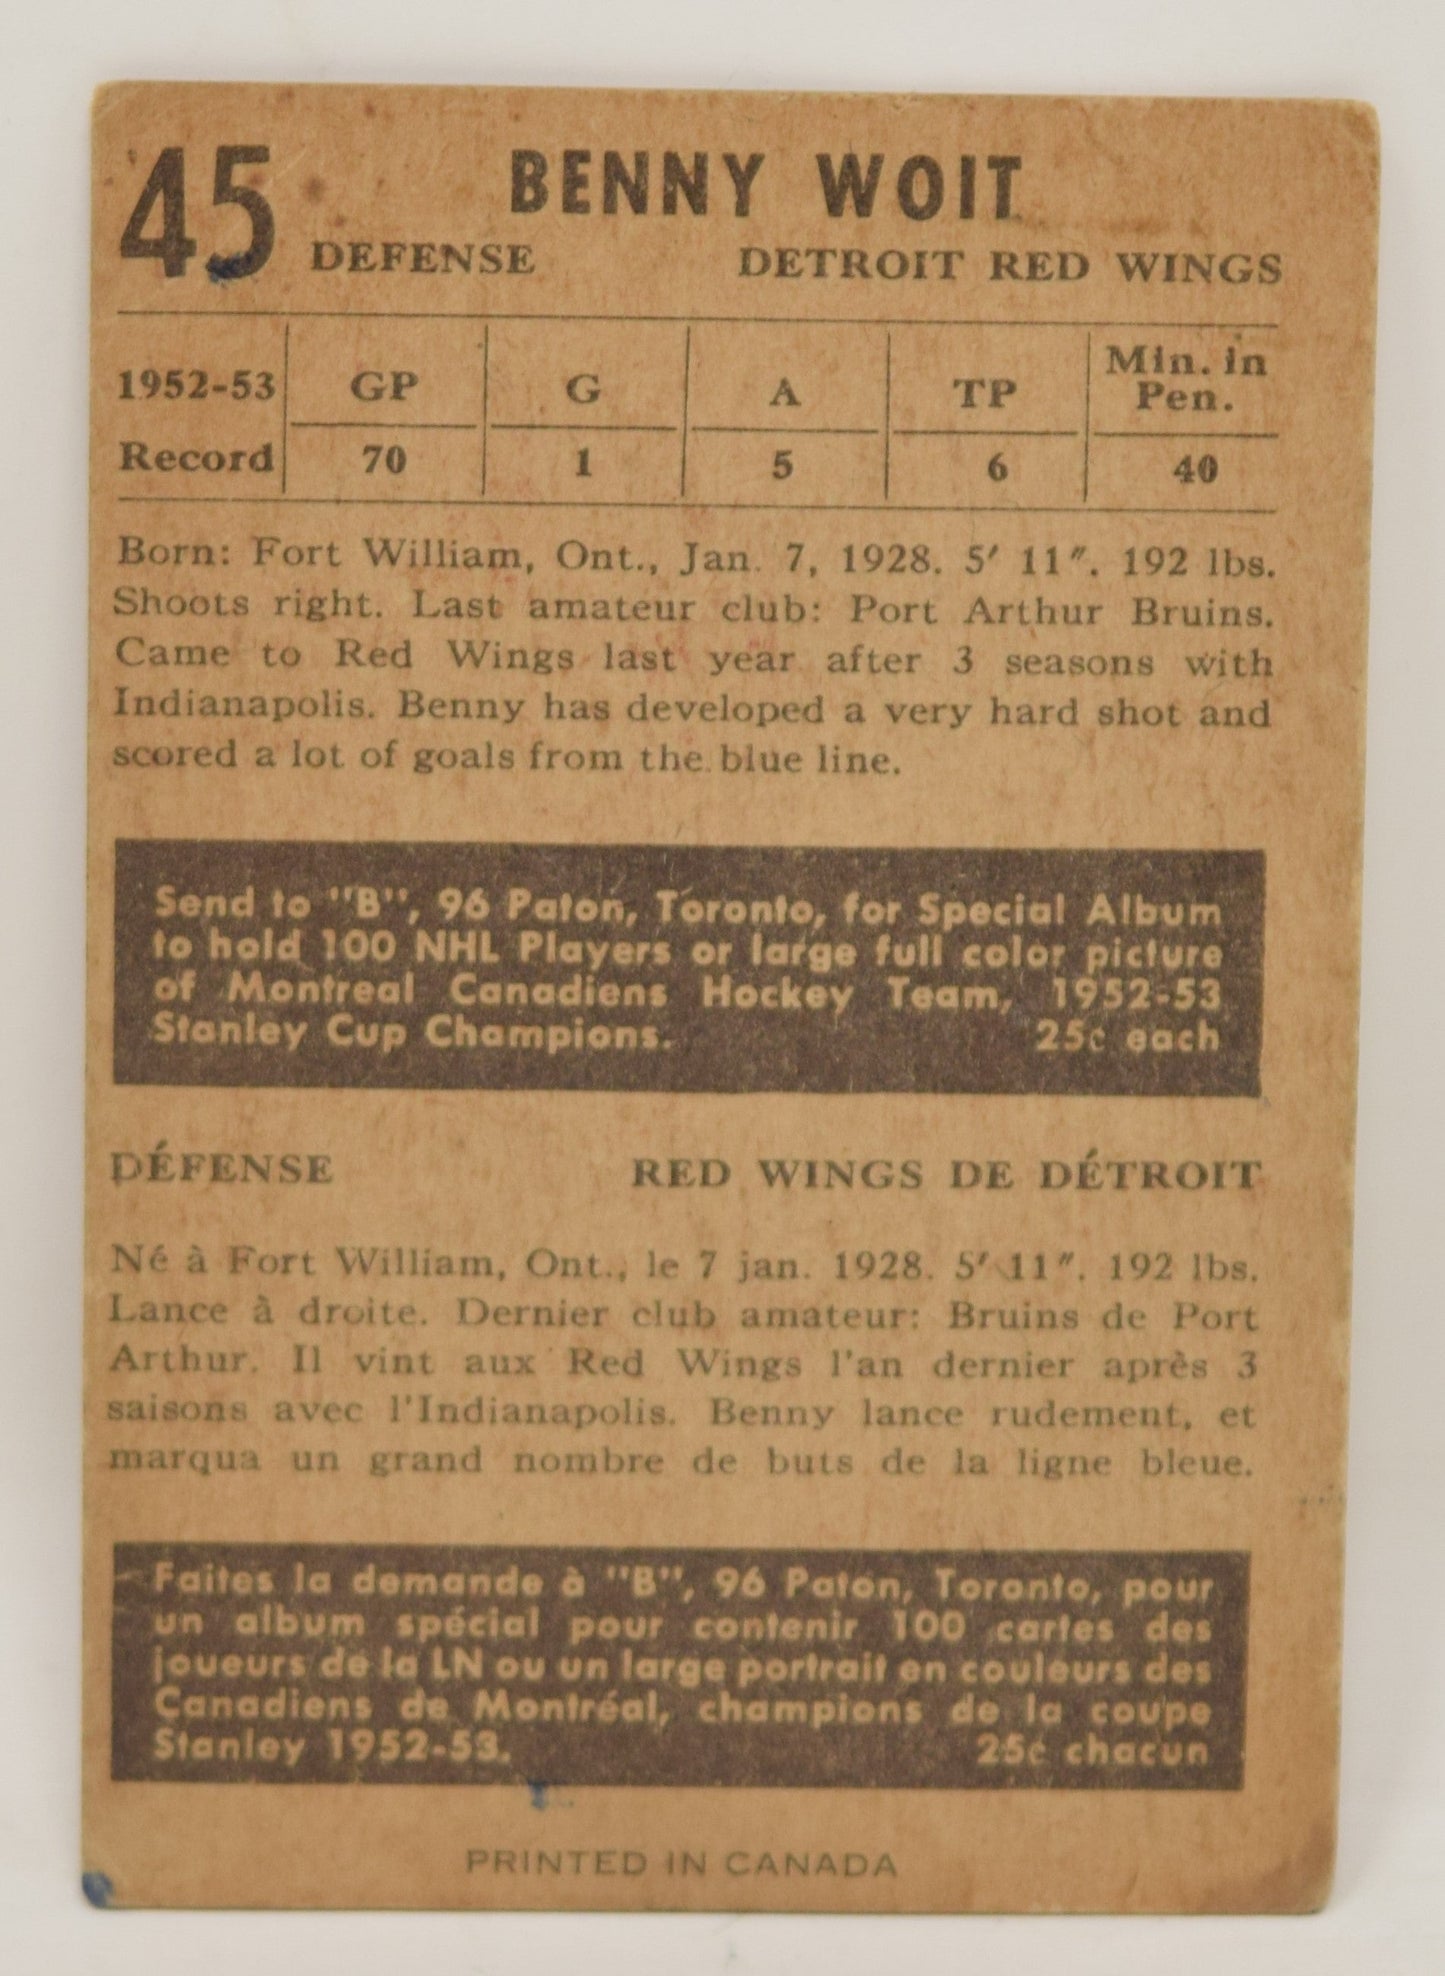 45 BENNY WOIT
DEFENSE DETROIT RED WINGS
1952-53 GP G A TP Min. in Pen.
Record 70 1 5 6 40
Born: Fort William, Ont., Jan. 7, 1928. 5′ 11″. 192 lbs.
Shoots right. Last amateur club: Port Arthur Bruins.
Came to Red Wings last year after 3 seasons with
Indianapolis. Benny has developed a very hard shot and
scored a lot of goals from the blue line.
Send to "B", 96 Paton, Toronto, for Special Album
to hold 100 NHL Players or large full color picture
of Montreal Canadiens Hockey Team, 1952-53
Stanley Cup Champions. 25c each
DÉFENSE RED WINGS DE DÉTROIT
Né à Fort William, Ont., le 7 jan. 1928. 5′ 11″. 192 lbs.
Lance à droite. Dernier club amateur: Bruins de Port
Arthur. Il vint aux Red Wings l'an dernier après 3
saisons avec l'Indianapolis. Benny lance rudement, et
marqua un grand nombre de buts de la ligne bleue.
Faites la demande à "B", 96 Paton, Toronto, pour
un album spécial pour contenir 100 cartes des
joueurs de la LN ou un large portrait en couleurs des
Canadiens de Montréal, champions de la coupe
Stanley 1952-53. 25c chacun
PRINTED IN CANADA